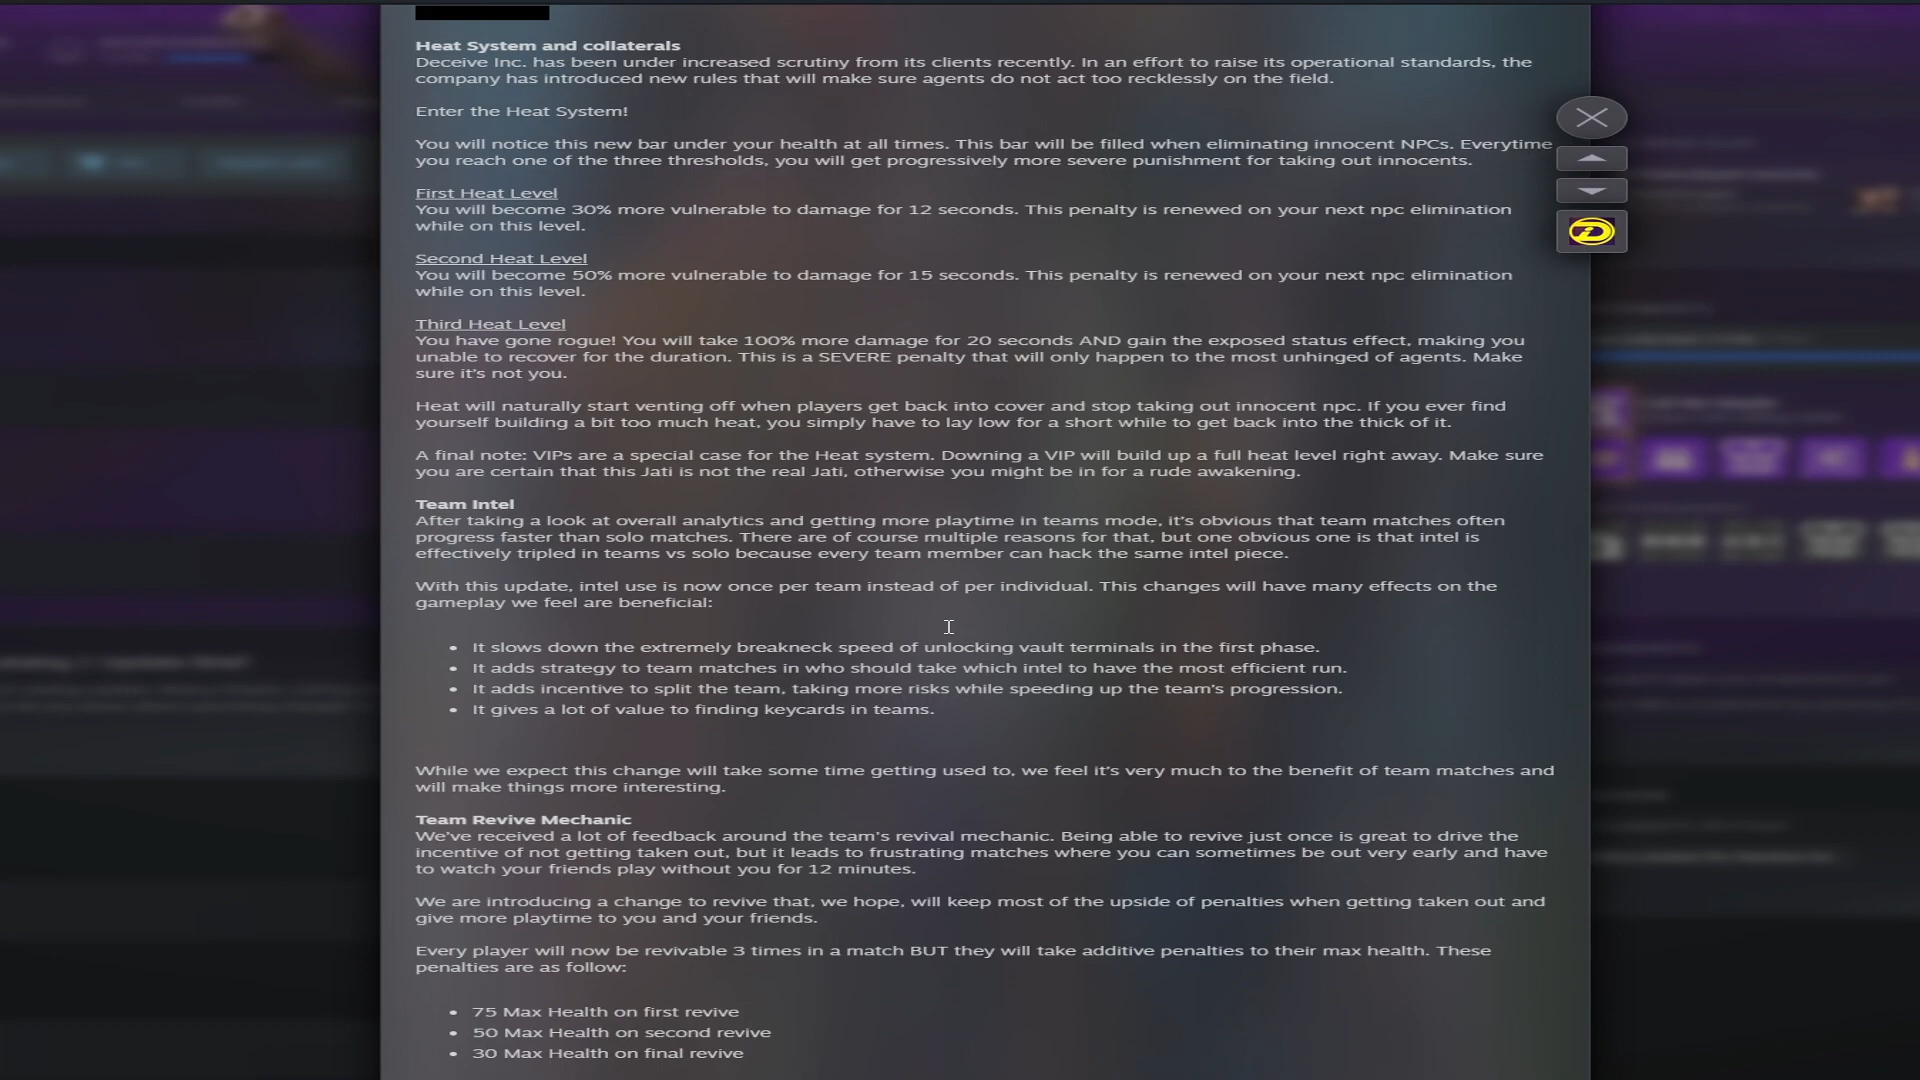 Heat System and collaterals
Deceive Inc. has been under increased scrutiny from its clients recently. In an effort to raise its operational standards, the
company has introduced new rules that will make sure agents do not act too recklessly on the field.
Enter the Heat System!
You will notice this new bar under your health at all times. This bar will be filled when eliminating innocent NPCs. Everytime
you reach one of the three thresholds, you will get progressively more severe punishment for taking out innocents.
First Heat Level
You will become 30% more vulnerable to damage for 12 seconds. This penalty is renewed on your next npc elimination
while on this level.
Second Heat Level
You will become 50% more vulnerable to damage for 15 seconds. This penalty is renewed on your next npc elimination
while on this level.
Third Heat Level
You have gone rogue! You will take 100% more damage for 20 seconds AND gain the exposed status effect, making you
unable to recover for the duration. This is a SEVERE penalty that will only happen to the most unhinged of agents. Make
sure it's not you.
Heat will naturally start venting off when players get back into cover and stop taking out innocent npc. If you ever find
yourself building a bit too much heat, you simply have to lay low for a short while to get back into the thick of it.
A final note: VIPs are a special case for the Heat system. Downing a VIP will build up a full heat level right away. Make sure
you are certain that this Jati is not the real Jati, otherwise you might be in for a rude awakening.
Team Intel
After taking a look at overall analytics and getting more playtime in teams mode, it's obvious that team matches often
progress faster than solo matches. There are of course multiple reasons for that, but one obvious one is that intel is
effectively tripled in teams vs solo because every team member can hack the same intel piece.
With this update, intel use is now once per team instead of per individual. This changes will have many effects on the
gameplay we feel are beneficial:
• It slows down the extremely breakneck speed of unlocking vault terminals in the first phase.
• It adds strategy to team matches in who should take which intel to have the most efficient run.
• It adds incentive to split the team, taking more risks while speeding up the team's progression.
• It gives a lot of value to finding keycards in teams.
While we expect this change will take some time getting used to, we feel it's very much to the benefit of team matches and
will make things more interesting.
Team Revive Mechanic
We've received a lot of feedback around the team's revival mechanic. Being able to revive just once is great to drive the
incentive of not getting taken out, but it leads to frustrating matches where you can sometimes be out very early and have
to watch your friends play without you for 12 minutes.
We are introducing a change to revive that, we hope, will keep most of the upside of penalties when getting taken out and
give more playtime to you and your friends.
Every player will now be revivable 3 times in a match BUT they will take additive penalties to their max health. These
penalties are as follow:
• 75 Max Health on first revive
• 50 Max Health on second revive
• 30 Max Health on final revive